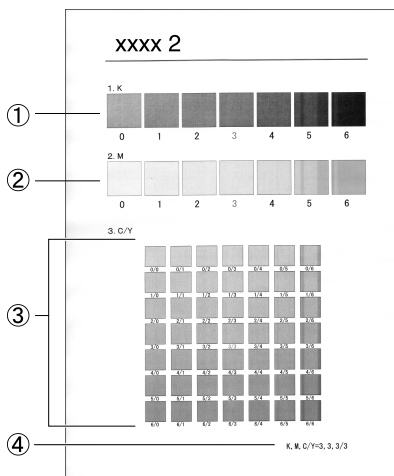 xxxx 2
1. K
①
0 1 2 3 4 5 6
2. M
②
0 1 2 3 4 5 6
3. C/Y
0/0 0/1 0/2 0/3 0/4 0/5 0/6
1/0 1/1 1/2 1/3 1/4 1/5 1/6
2/0 2/1 2/2 2/3 2/4 2/5 2/6
③
3/0 3/1 3/2 3/3 3/4 3/5 3/6
4/0 4/1 4/2 4/3 4/4 4/5 4/6
5/0 5/1 5/2 5/3 5/4 5/5 5/6
6/0 6/1 6/2 6/3 6/4 6/5 6/6
④
K, M, C/Y=3, 3, 3/3